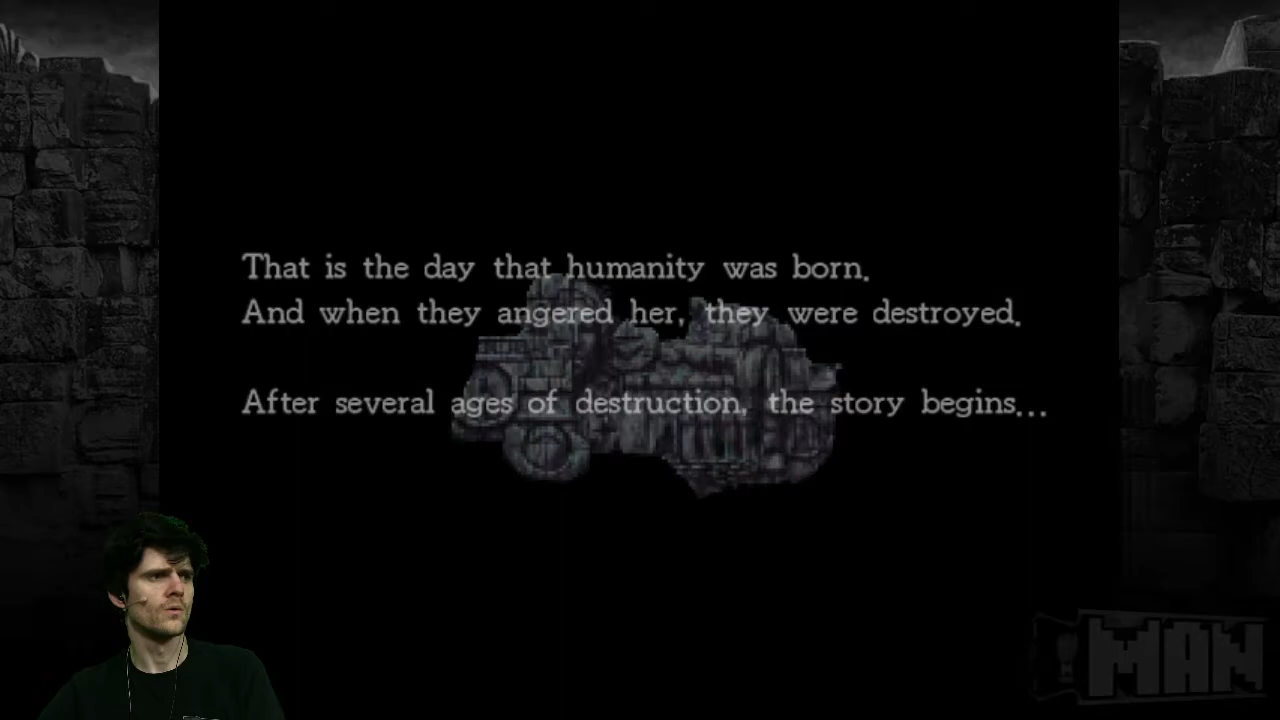 That is the day that humanity was born.
And when they angered her, they were destroyed.
After several ages of destruction, the story begins...
MAN